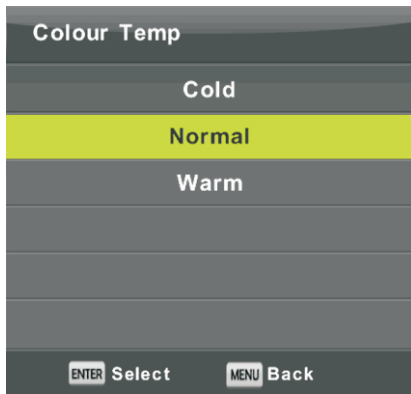 Colour Temp
Cold
Normal
Warm
ENTER Select MENU Back